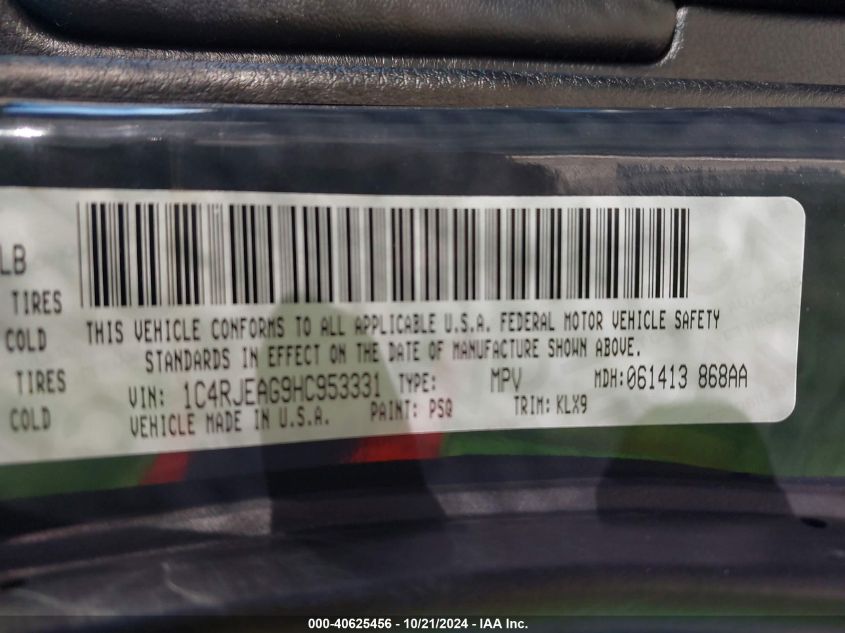 LB
TIRES
COLD
TIRES
COLD
THIS VEHICLE CONFORMS TO ALL APPLICABLE U.S.A. FEDERAL MOTOR VEHICLE SAFETY
STANDARDS IN EFFECT ON THE DATE OF MANUFACTURE SHOWN ABOVE.
VIN: 1C4RJEAG9HC953331 TYPE: MPV MDH:061413 868AA
VEHICLE MADE IN U.S.A. PAINT: PSQ TRIM: KLX9
000-40625456 - 10/21/2024 - IAA Inc.